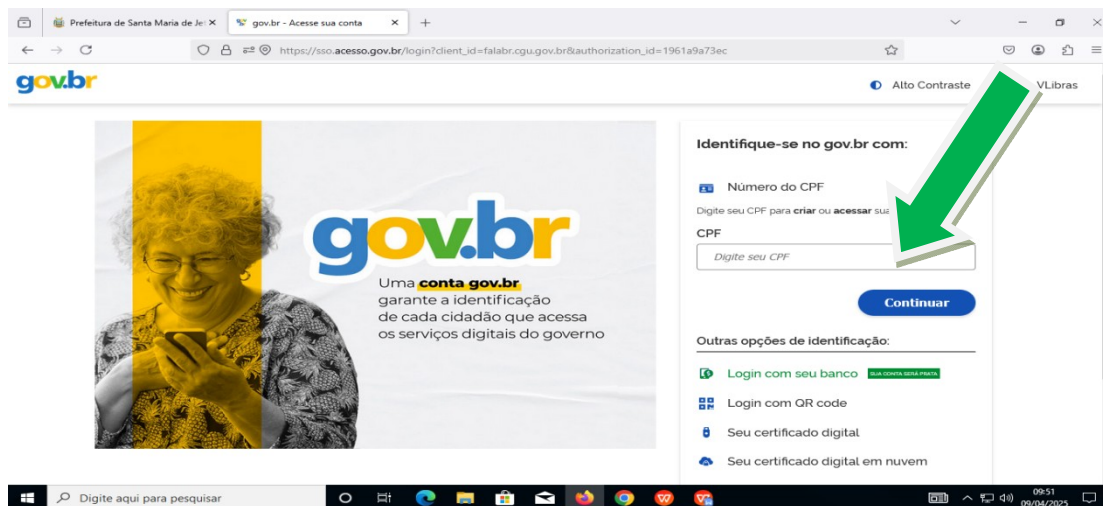 Prefeitura de Santa Maria de Je
gov.br - Acesse sua conta
https://sso.acesso.gov.br/login?client_id=falabr.cgu.gov.br&authorization_id=1961a9a73ec
gov.br
Alto Contraste
VLibras
gov.br
Uma conta gov.br
garante a identificação
de cada cidadão que acessa
os serviços digitais do governo
Identifique-se no gov.br com:
Número do CPF
Digite seu CPF para criar ou acessar sua
CPF
Digite seu CPF
Continuar
Outras opções de identificação:
Login com seu banco SUA CONTA SERÁ PRATA
Login com QR code
Seu certificado digital
Seu certificado digital em nuvem
Digite aqui para pesquisar
09:51
09/04/2025